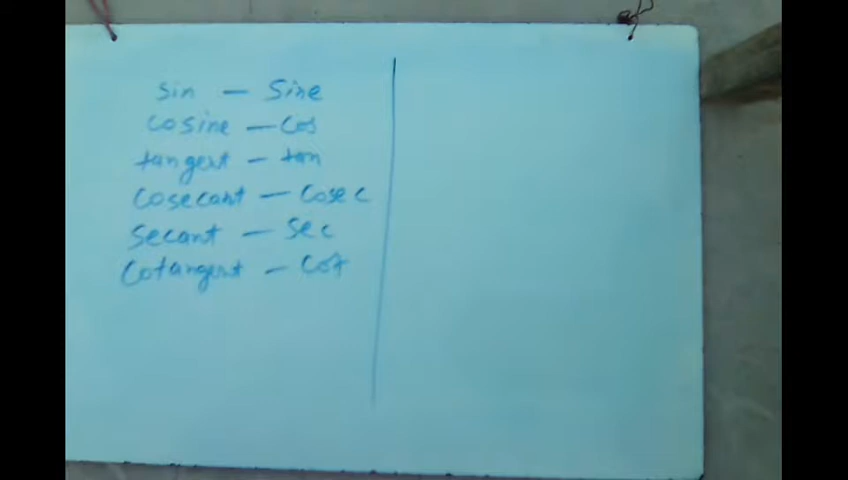 sin — Sine
cosine — Cos
tangent — tan
Cosecant — Cosec
Secant — Sec
Cotangent — Cot